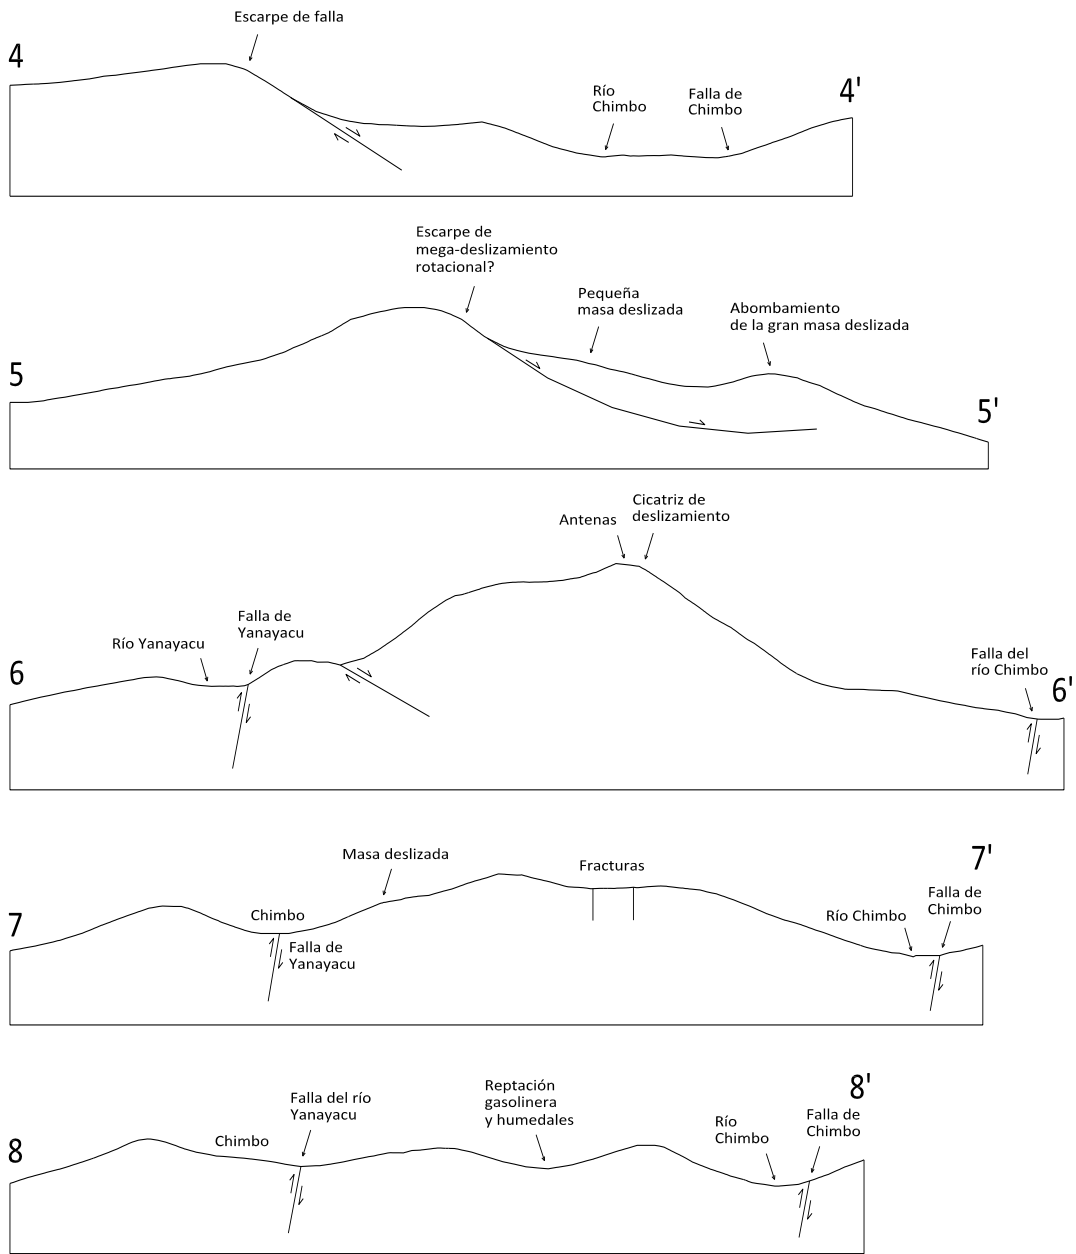 Escarpe de falla
4
4'
Río
Chimbo
Falla de
Chimbo
Escarpe de
mega-deslizamiento
rotacional?
Pequeña
masa deslizada
Abombamiento
de la gran masa deslizada
5
5'
Antenas
Cicatriz de
deslizamiento
Río Yanayacu
Falla de
Yanayacu
Falla del
río Chimbo
6
6'
Masa deslizada
Fracturas
7'
7
Chimbo
Falla de
Yanayacu
Río Chimbo
Falla de
Chimbo
8'
8
Chimbo
Falla del río
Yanayacu
Reptación
gasolinera
y humedales
Río
Chimbo
Falla de
Chimbo